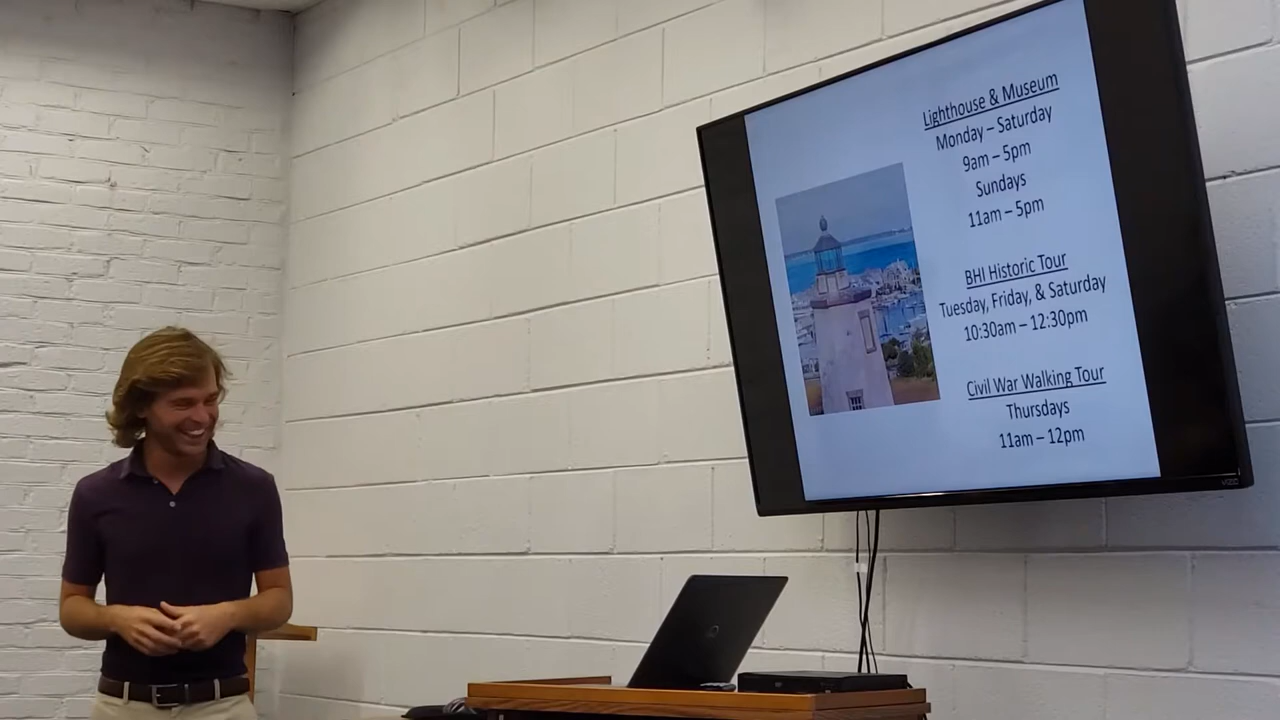 Lighthouse & Museum
Monday – Saturday
9am – 5pm
Sundays
11am – 5pm
BHI Historic Tour
Tuesday, Friday, & Saturday
10:30am – 12:30pm
Civil War Walking Tour
Thursdays
11am – 12pm
VIZIO